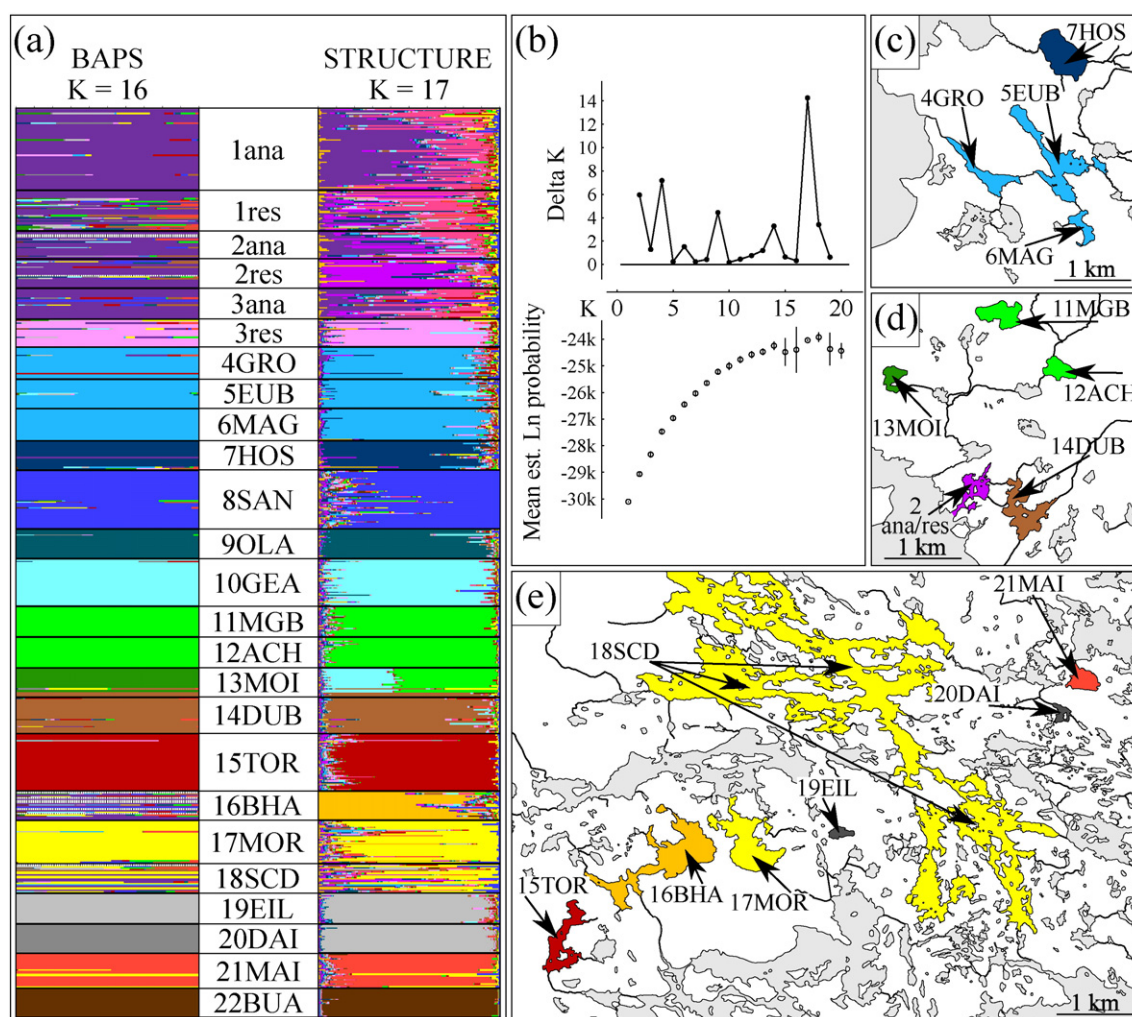 (a)
BAPS
K = 16
STRUCTURE
K = 17
1ana
1res
2ana
2res
3ana
3res
4GRO
5EUB
6MAG
7HOS
8SAN
9OLA
10GEA
11MGB
12ACH
13MOI
14DUB
15TOR
16BHA
17MOR
18SCD
19EIL
20DAI
21MAI
22BUA
(b)
Delta K
14
12
10
8
6
4
2
0
K 0 5 10 15 20
Mean est. Ln probability
-24k
-25k
-26k
-27k
-28k
-29k
-30k
(c)
7HOS
4GRO
5EUB
6MAG
1 km
(d)
11MGB
12ACH
13MOI
14DUB
2
ana/res
1 km
(e)
21MAI
18SCD
20DAI
19EIL
15TOR
16BHA
17MOR
1 km